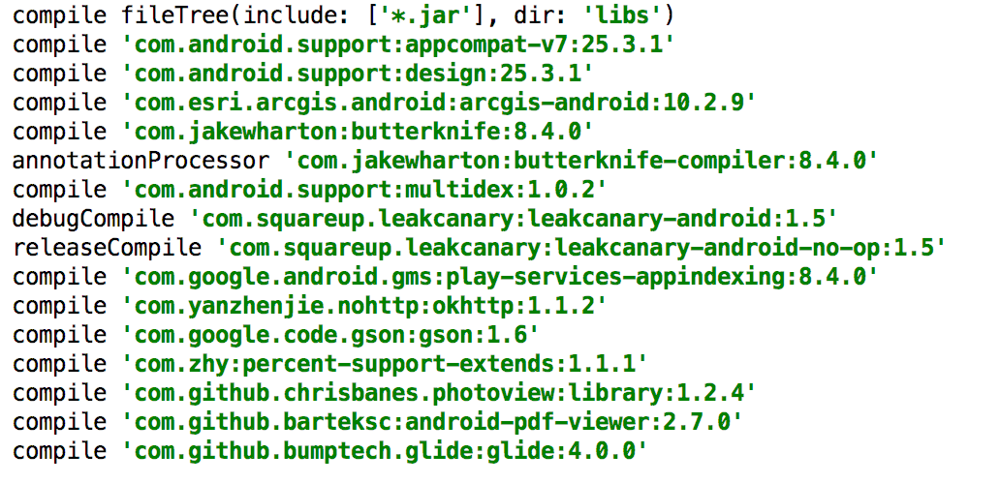 compile fileTree(include: ['*.jar'], dir: 'libs')
compile 'com.android.support:appcompat-v7:25.3.1'
compile 'com.android.support:design:25.3.1'
compile 'com.esri.arcgis.android:arcgis-android:10.2.9'
compile 'com.jakewharton:butterknife:8.4.0'
annotationProcessor 'com.jakewharton:butterknife-compiler:8.4.0'
compile 'com.android.support:multidex:1.0.2'
debugCompile 'com.squareup.leakcanary:leakcanary-android:1.5'
releaseCompile 'com.squareup.leakcanary:leakcanary-android-no-op:1.5'
compile 'com.google.android.gms:play-services-appindexing:8.4.0'
compile 'com.yanzhenjie.nohttp:okhttp:1.1.2'
compile 'com.google.code.gson:gson:1.6'
compile 'com.zhy:percent-support-extends:1.1.1'
compile 'com.github.chrisbanes.photoview:library:1.2.4'
compile 'com.github.barteksc:android-pdf-viewer:2.7.0'
compile 'com.github.bumptech.glide:glide:4.0.0'